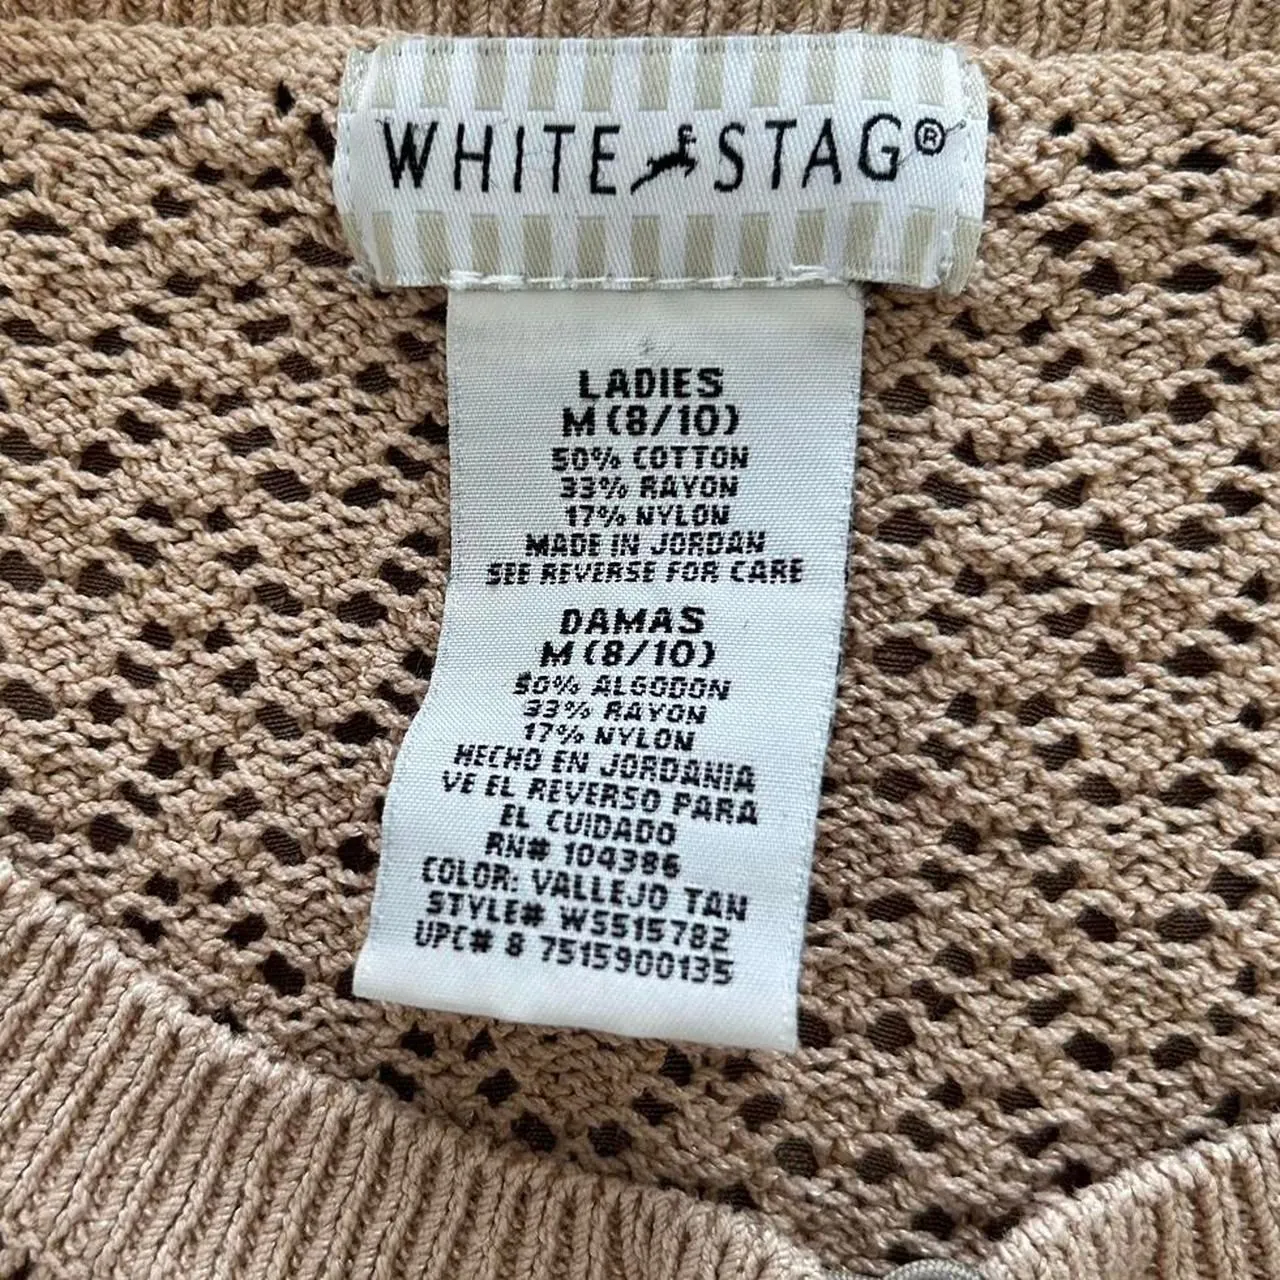 WHITE STAG®
LADIES
M (8/10)
50% COTTON
33% RAYON
17% NYLON
MADE IN JORDAN
SEE REVERSE FOR CARE
DAMAS
M (8/10)
50% ALGODON
33% RAYON
17% NYLON
HECHO EN JORDANIA
VE EL REVERSO PARA
EL CUIDADO
RN# 104386
COLOR: VALLEJO TAN
STYLE# WS515782
UPC# 8 7515900135